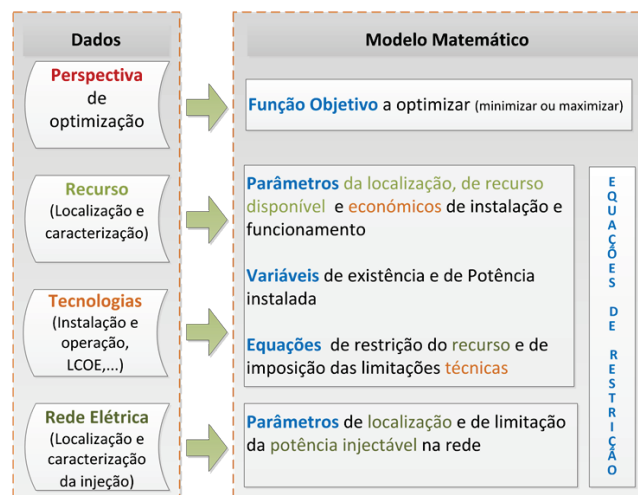 Dados
Perspectiva
de
optimização
Recurso
(Localização e
caracterização)
Tecnologias
(Instalação e
operação,
LCOE,...)
Rede Elétrica
(Localização e
caracterização
da injeção)
Modelo Matemático
Função Objetivo a optimizar (minimizar ou maximizar)
Parâmetros da localização, de recurso
disponível e económicos de instalação e
funcionamento
Variáveis de existência e de Potência
instalada
Equações de restrição do recurso e de
imposição das limitações técnicas
Parâmetros de localização e de limitação
da potência injectável na rede
EQUAÇÕES DE RESTRIÇÃO